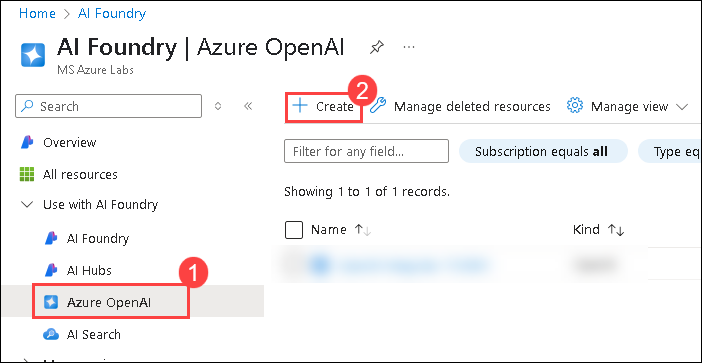 Home > AI Foundry >
AI Foundry | Azure OpenAI
MS Azure Labs
Search
Overview
All resources
Use with AI Foundry
AI Foundry
AI Hubs
1
Azure OpenAI
AI Search
2
+ Create
Manage deleted resources
Manage view
Filter for any field...
Subscription equals all
Type eq
Showing 1 to 1 of 1 records.
Name ↑↓
Kind ↑↓